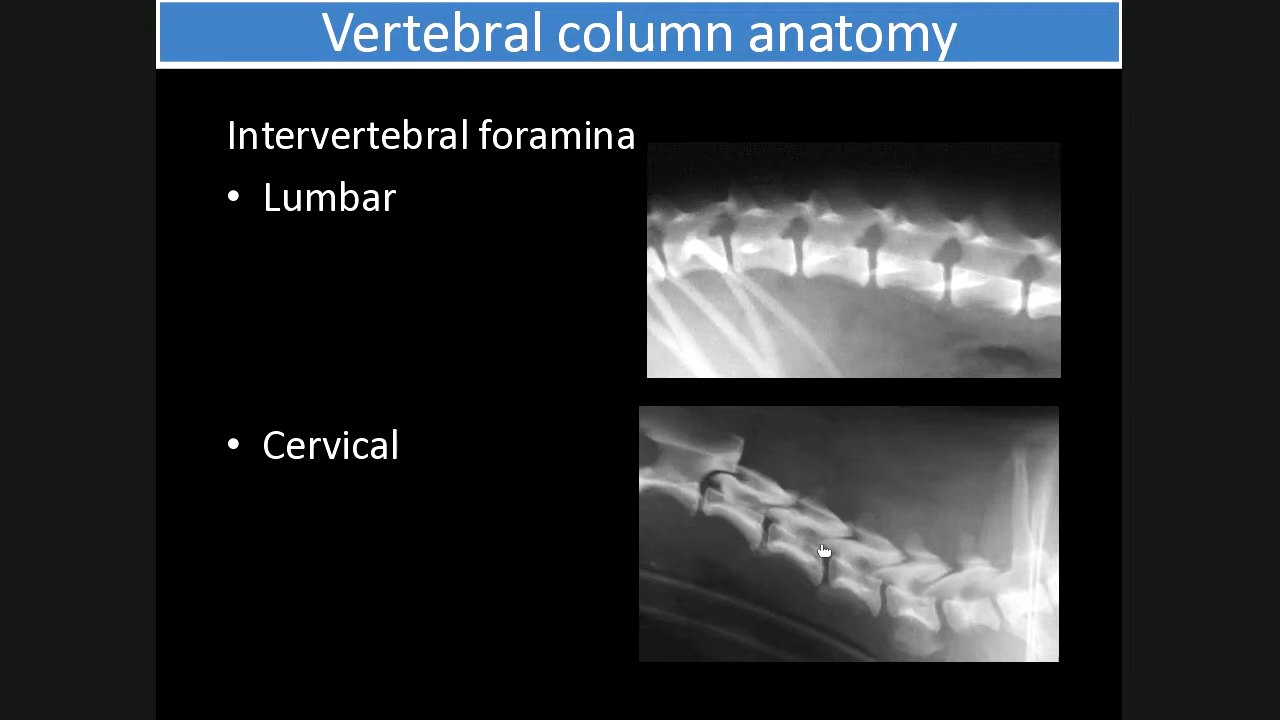 Vertebral column anatomy
Intervertebral foramina
• Lumbar
• Cervical